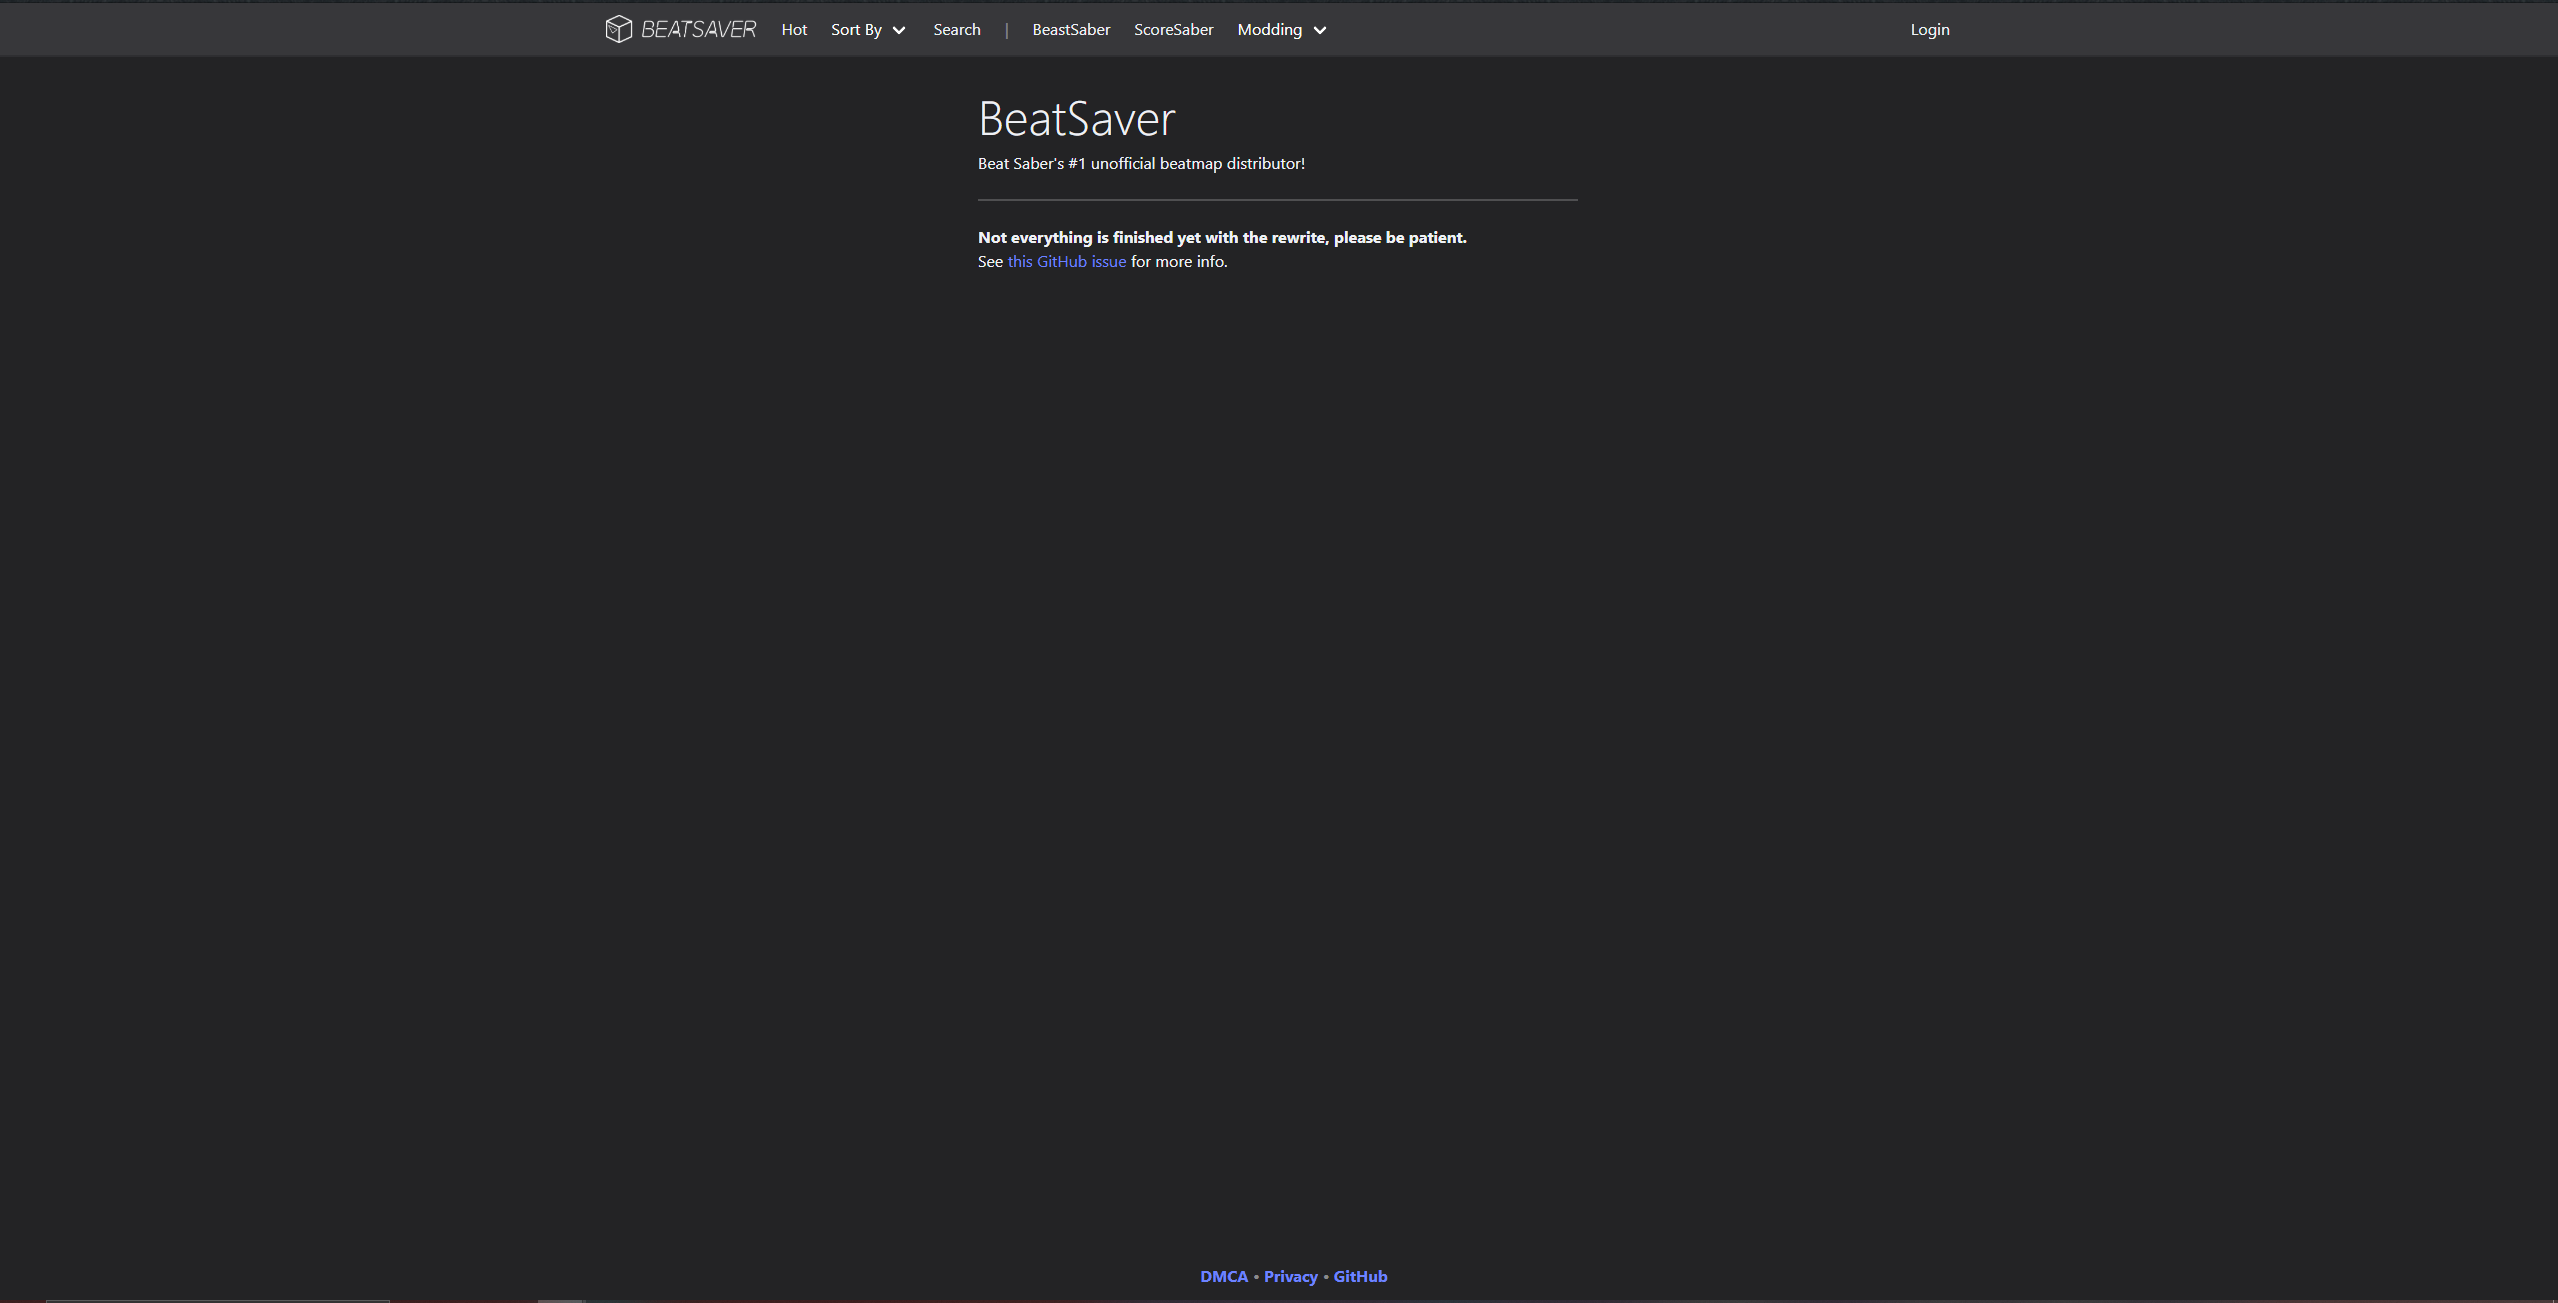 BEATSAVER Hot Sort By Search | BeastSaber ScoreSaber Modding Login
BeatSaver
Beat Saber's #1 unofficial beatmap distributor!
Not everything is finished yet with the rewrite, please be patient.
See this GitHub issue for more info.
DMCA • Privacy • GitHub